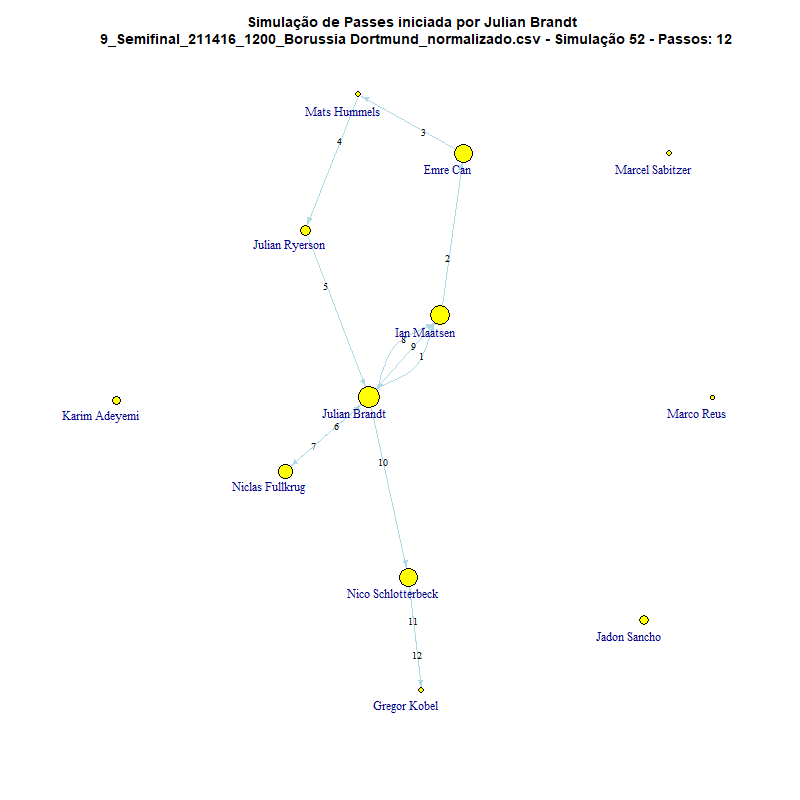 Simulação de Passes iniciada por Julian Brandt
9_Semifinal_211416_1200_Borussia Dortmund_normalizado.csv - Simulação 52 - Passos: 12
Mats Hummels
3
4
Emre Can
Marcel Sabitzer
Julian Ryerson
2
5
Ian Maatsen
8
9
1
Karim Adeyemi
Julian Brandt
Marco Reus
6
7
10
Niclas Fullkrug
Nico Schlotterbeck
11
Jadon Sancho
12
Gregor Kobel